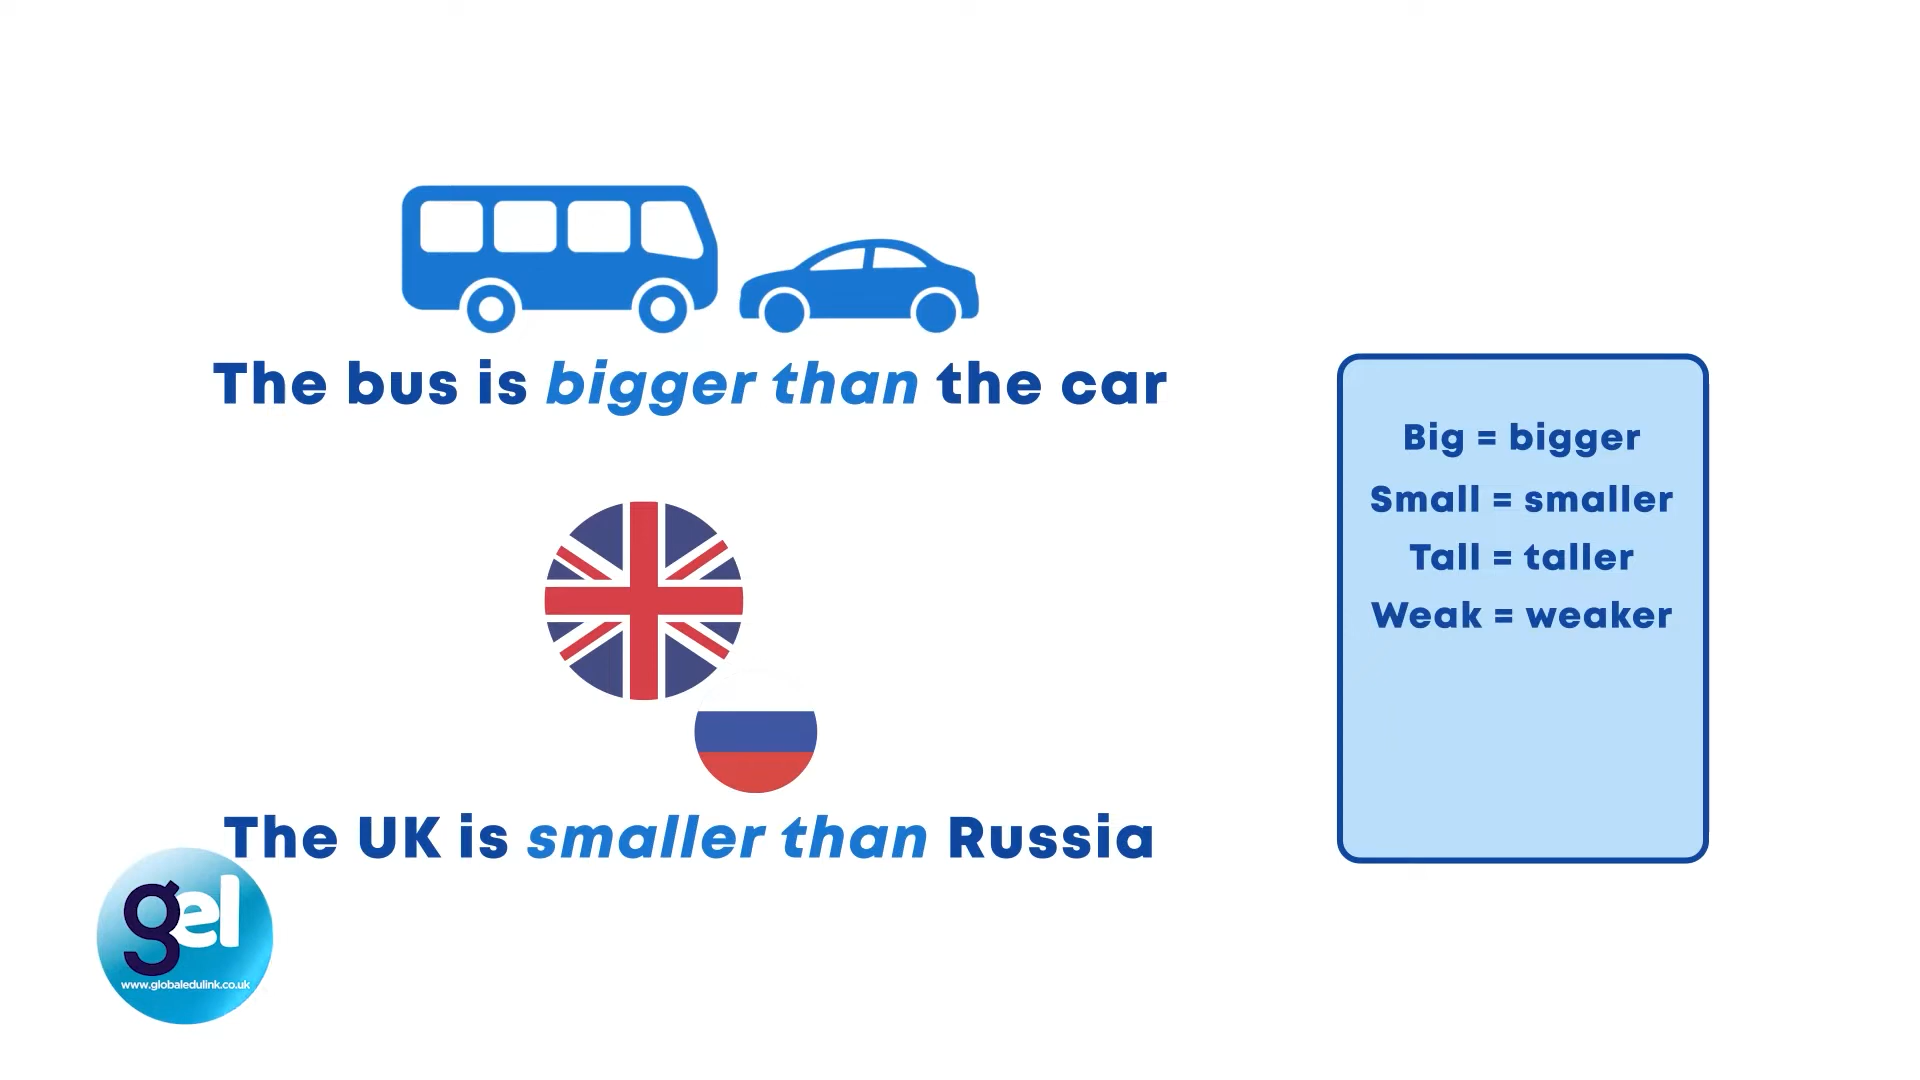 The bus is bigger than the car
The UK is smaller than Russia
Big = bigger
Small = smaller
Tall = taller
Weak = weaker
gel
www.globaledulink.co.uk